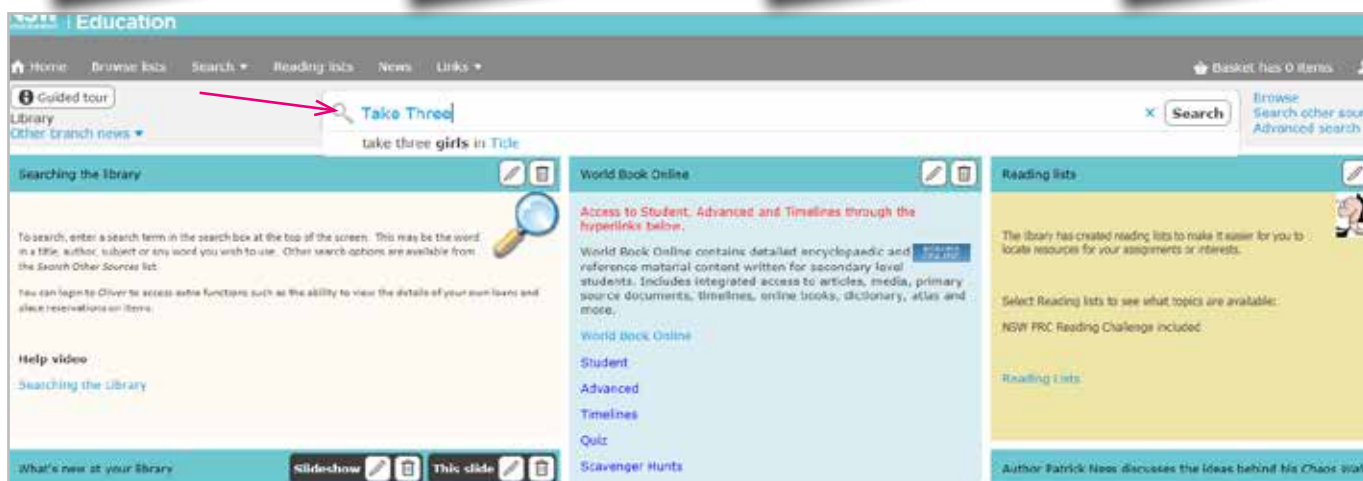 NSW | Education
Home Browse lists Search Reading lists News Links Basket has 0 items
Guided tour
Library
Other branch news
Take Three
× Search
take three girls in Title
Browse
Search other sour
Advanced search
Searching the library
To search, enter a search term in the search box at the top of the screen. This may be the word
in a title, author, subject or any word you wish to use. Other search options are available from
the Search Other Sources list.
You can login to Oliver to access extra functions such as the ability to view the details of your own loans and
place reservations on items.
Help video
Searching the Library
What's new at your library
Slideshow This slide
World Book Online
Access to Student, Advanced and Timelines through the
hyperlinks below.
World Book Online contains detailed encyclopaedic and
reference material content written for secondary level
students. Includes integrated access to articles, media, primary
source documents, timelines, online books, dictionary, atlas and
more.
World Book Online
Student
Advanced
Timelines
Quiz
Scavenger Hunts
Reading lists
The library has created reading lists to make it easier for you to
locate resources for your assignments or interests.
Select Reading lists to see what topics are available:
NSW PRC Reading Challenge included
Reading Lists
Author Patrick Ness discusses the ideas behind his Chaos Wal